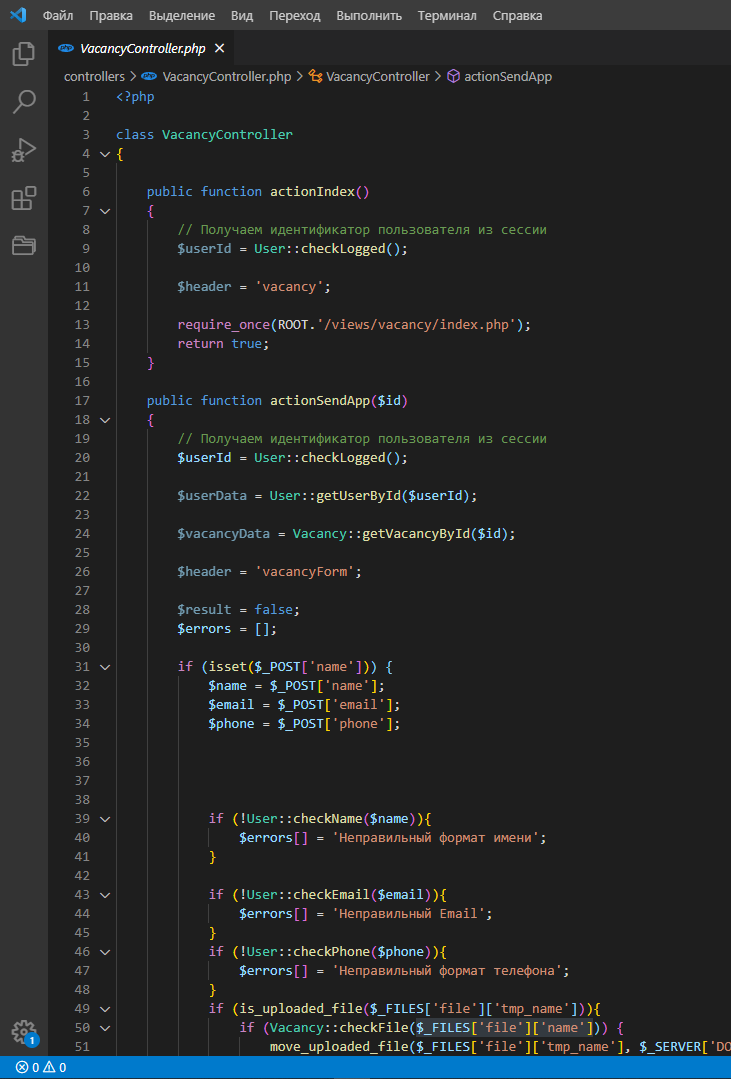 Файл Правка Выделение Вид Переход Выполнить Терминал Справка
php VacancyController.php
controllers > php VacancyController.php > VacancyController > actionSendApp
1 <?php
2
3 class VacancyController
4 {
5
6 public function actionIndex()
7 {
8 // Получаем идентификатор пользователя из сессии
9 $userId = User::checkLogged();
10
11 $header = 'vacancy';
12
13 require_once(ROOT.'/views/vacancy/index.php');
14 return true;
15 }
16
17 public function actionSendApp($id)
18 {
19 // Получаем идентификатор пользователя из сессии
20 $userId = User::checkLogged();
21
22 $userData = User::getUserById($userId);
23
24 $vacancyData = Vacancy::getVacancyById($id);
25
26 $header = 'vacancyForm';
27
28 $result = false;
29 $errors = [];
30
31 if (isset($_POST['name'])) {
32 $name = $_POST['name'];
33 $email = $_POST['email'];
34 $phone = $_POST['phone'];
35
36
37
38
39 if (!User::checkName($name)){
40 $errors[] = 'Неправильный формат имени';
41 }
42
43 if (!User::checkEmail($email)){
44 $errors[] = 'Неправильный Email';
45 }
46 if (!User::checkPhone($phone)){
47 $errors[] = 'Неправильный формат телефона';
48 }
49 if (is_uploaded_file($_FILES['file']['tmp_name'])){
50 if (Vacancy::checkFile($_FILES['file']['name'])) {
51 move_uploaded_file($_FILES['file']['tmp_name'], $_SERVER['DO
1
0 0